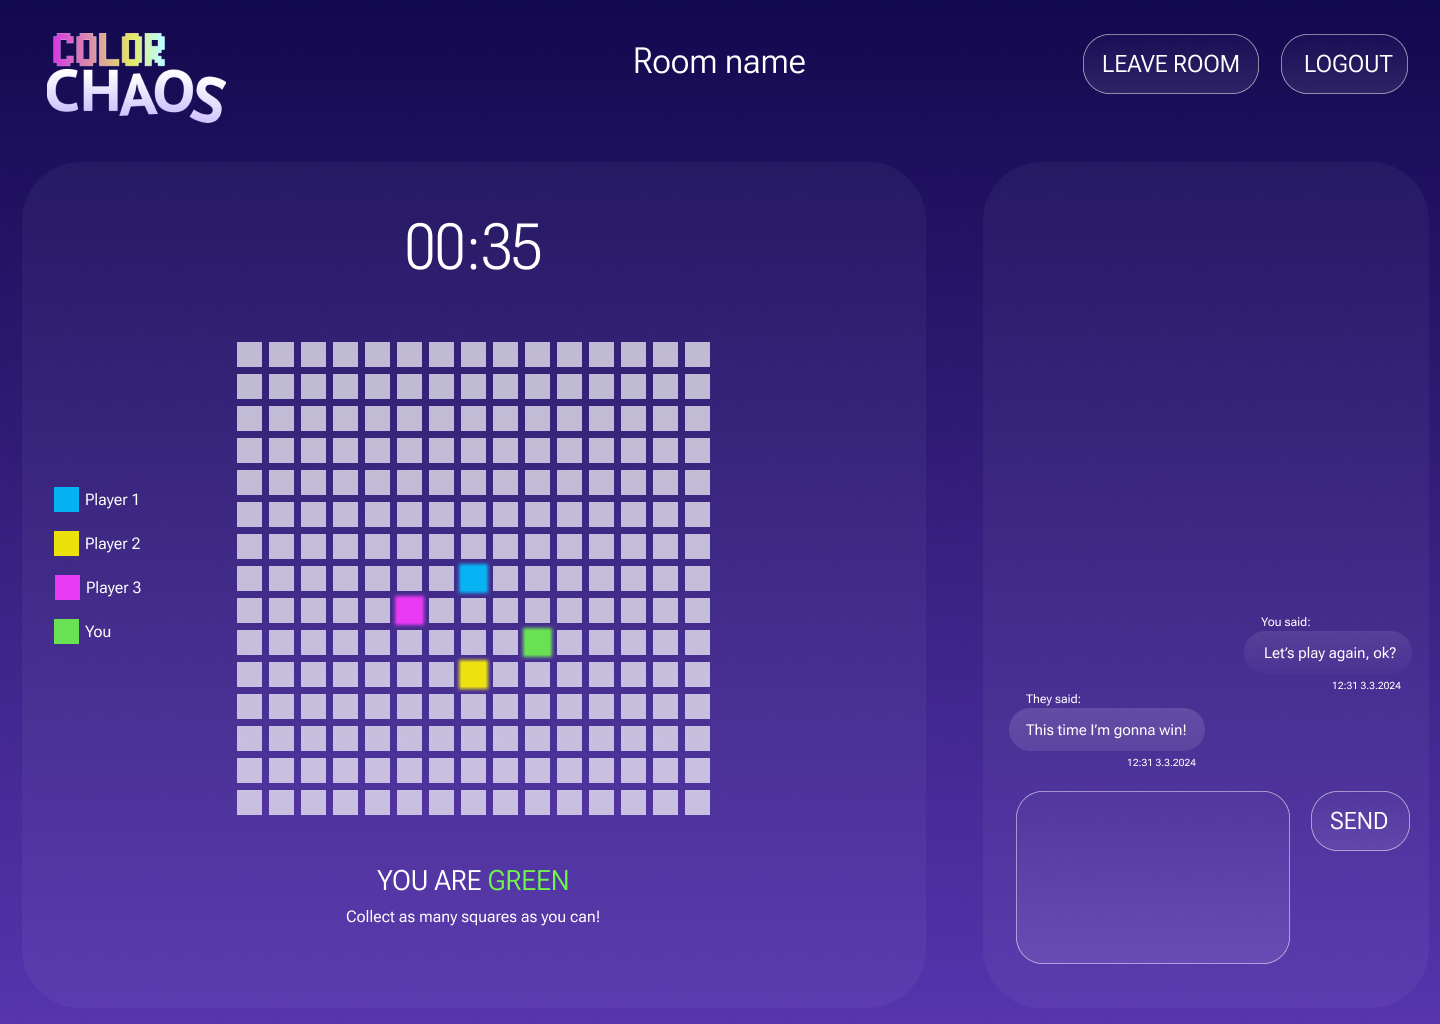 COLOR
CHAOS
Room name
LEAVE ROOM
LOGOUT
00:35
Player 1
Player 2
Player 3
You
YOU ARE GREEN
Collect as many squares as you can!
You said:
Let’s play again, ok?
12:31 3.3.2024
They said:
This time I’m gonna win!
12:31 3.3.2024
SEND